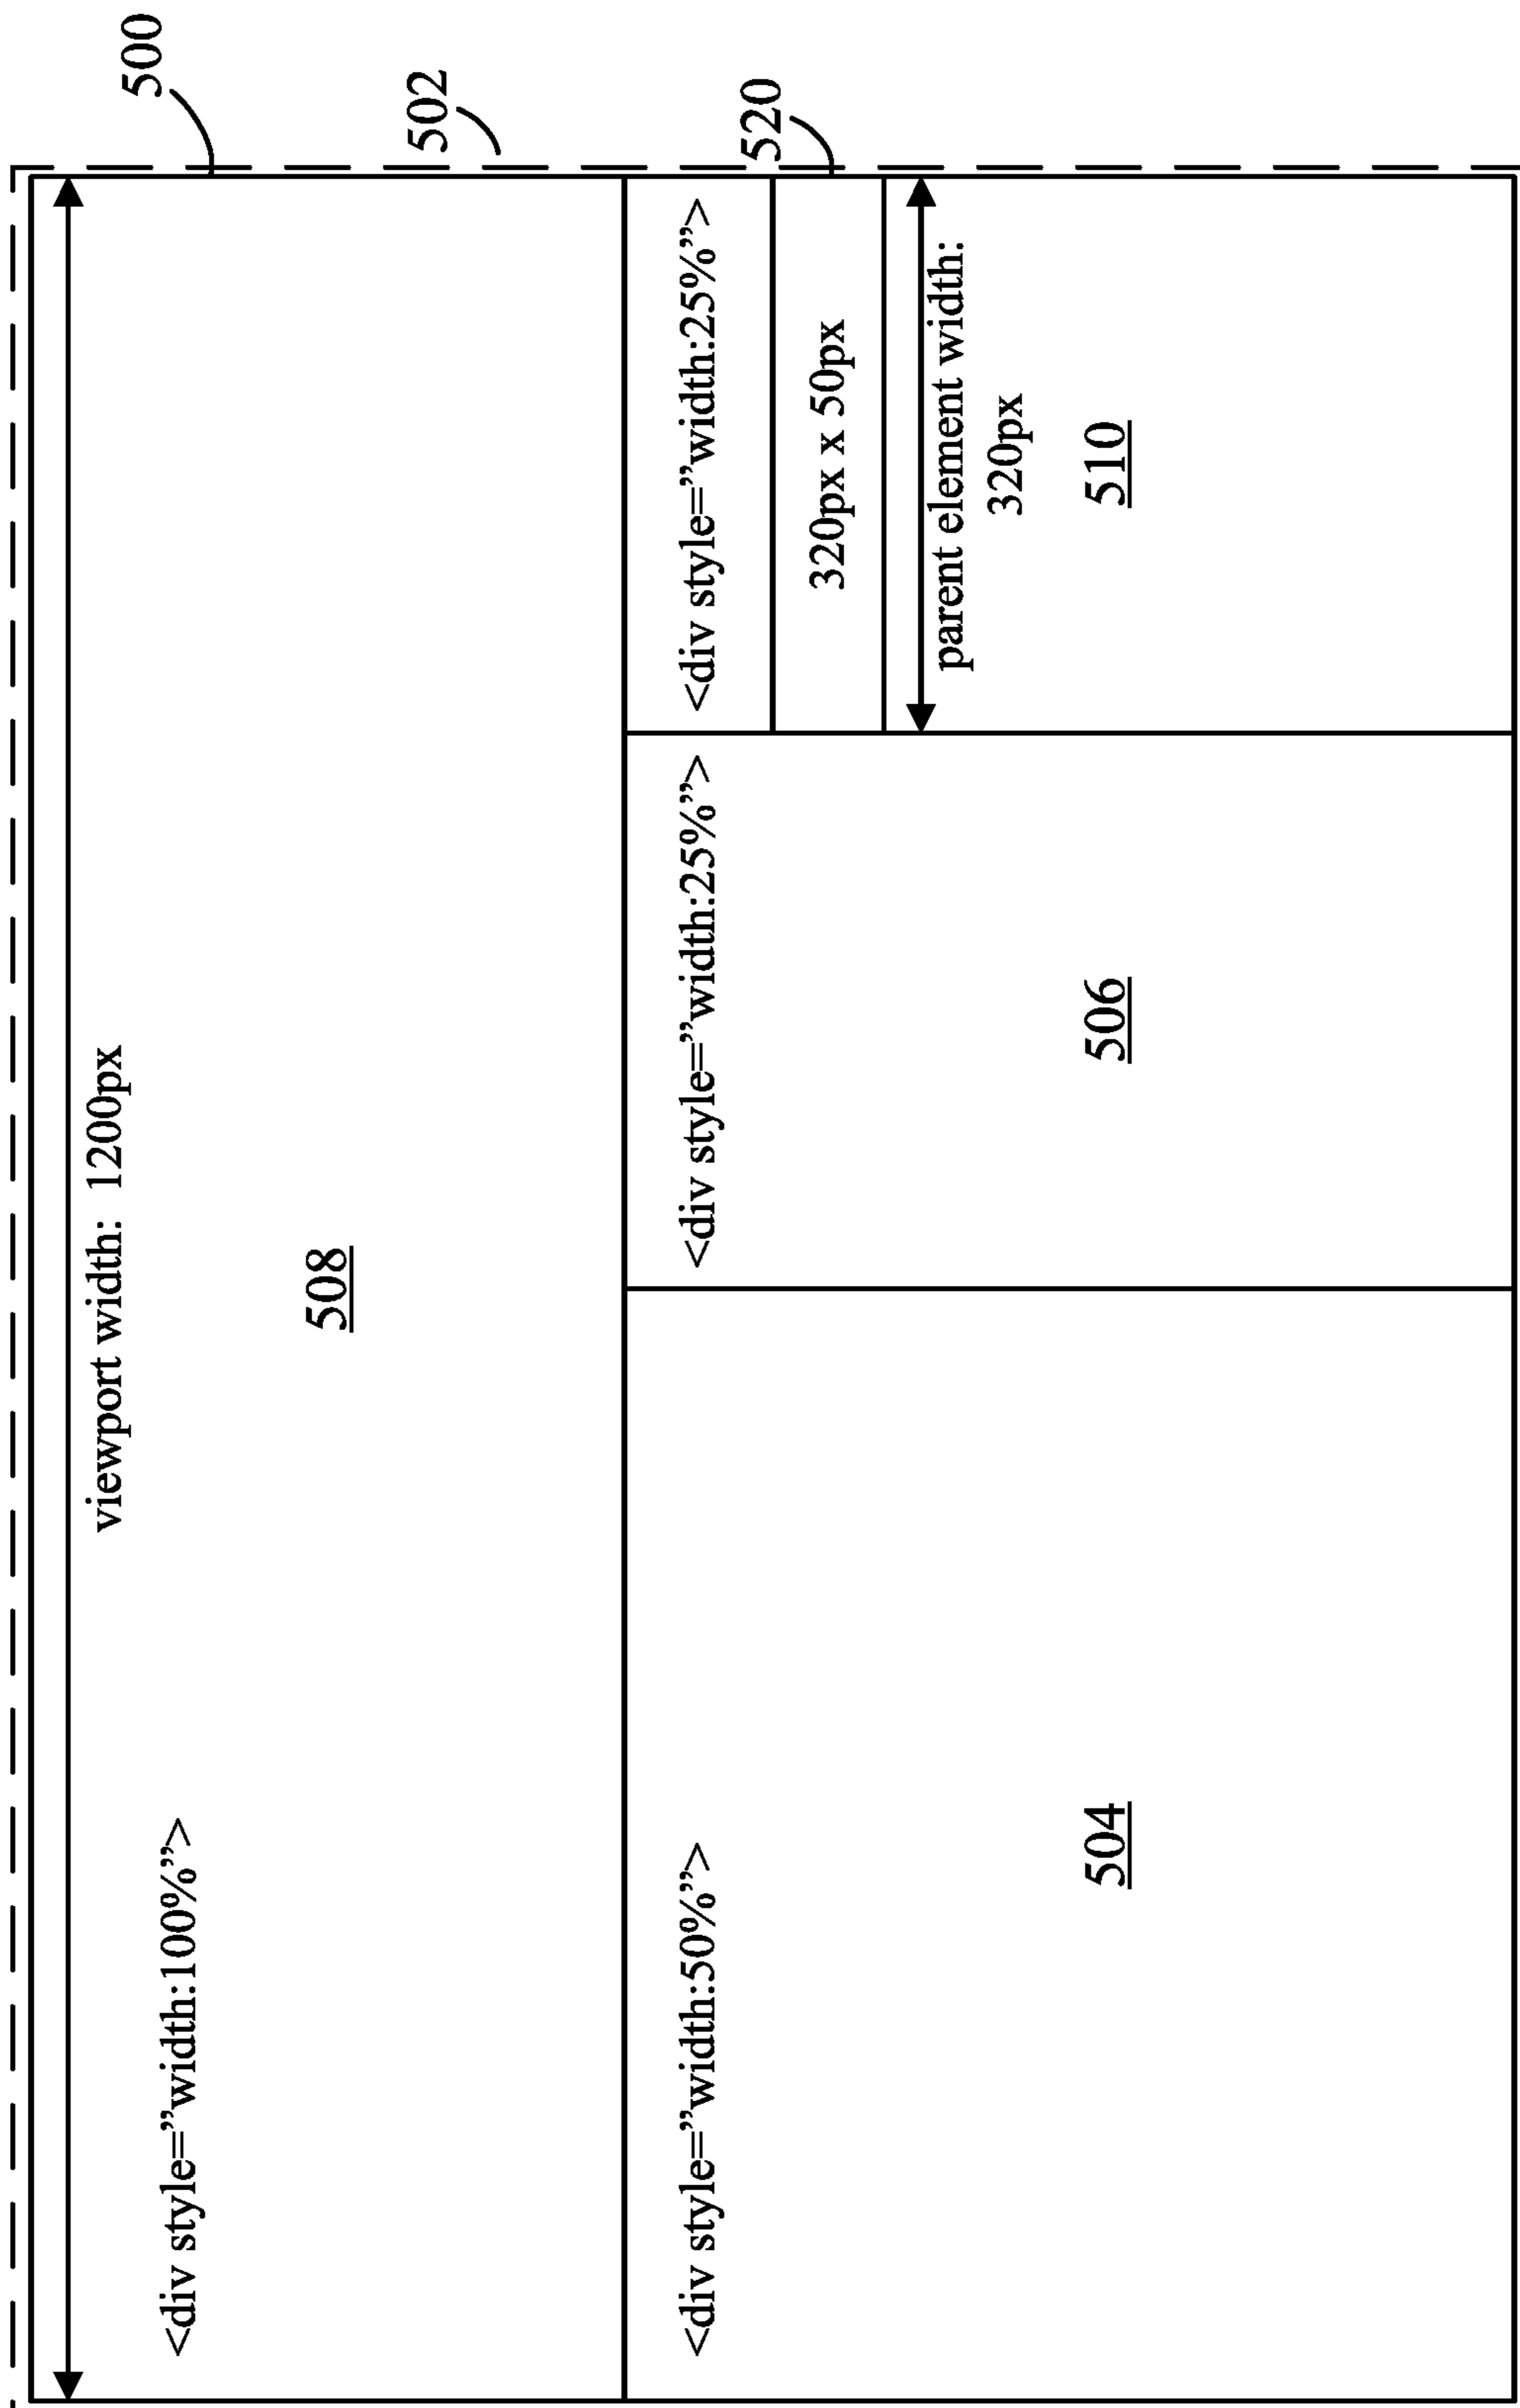 500
viewport width: 1200px
<div style=”width:100%”>
508
502
<div style=”width:50%”>
<div style=”width:25%”>
<div style=”width:25%”>
520
320px x 50px
parent element width:
320px
504
506
510